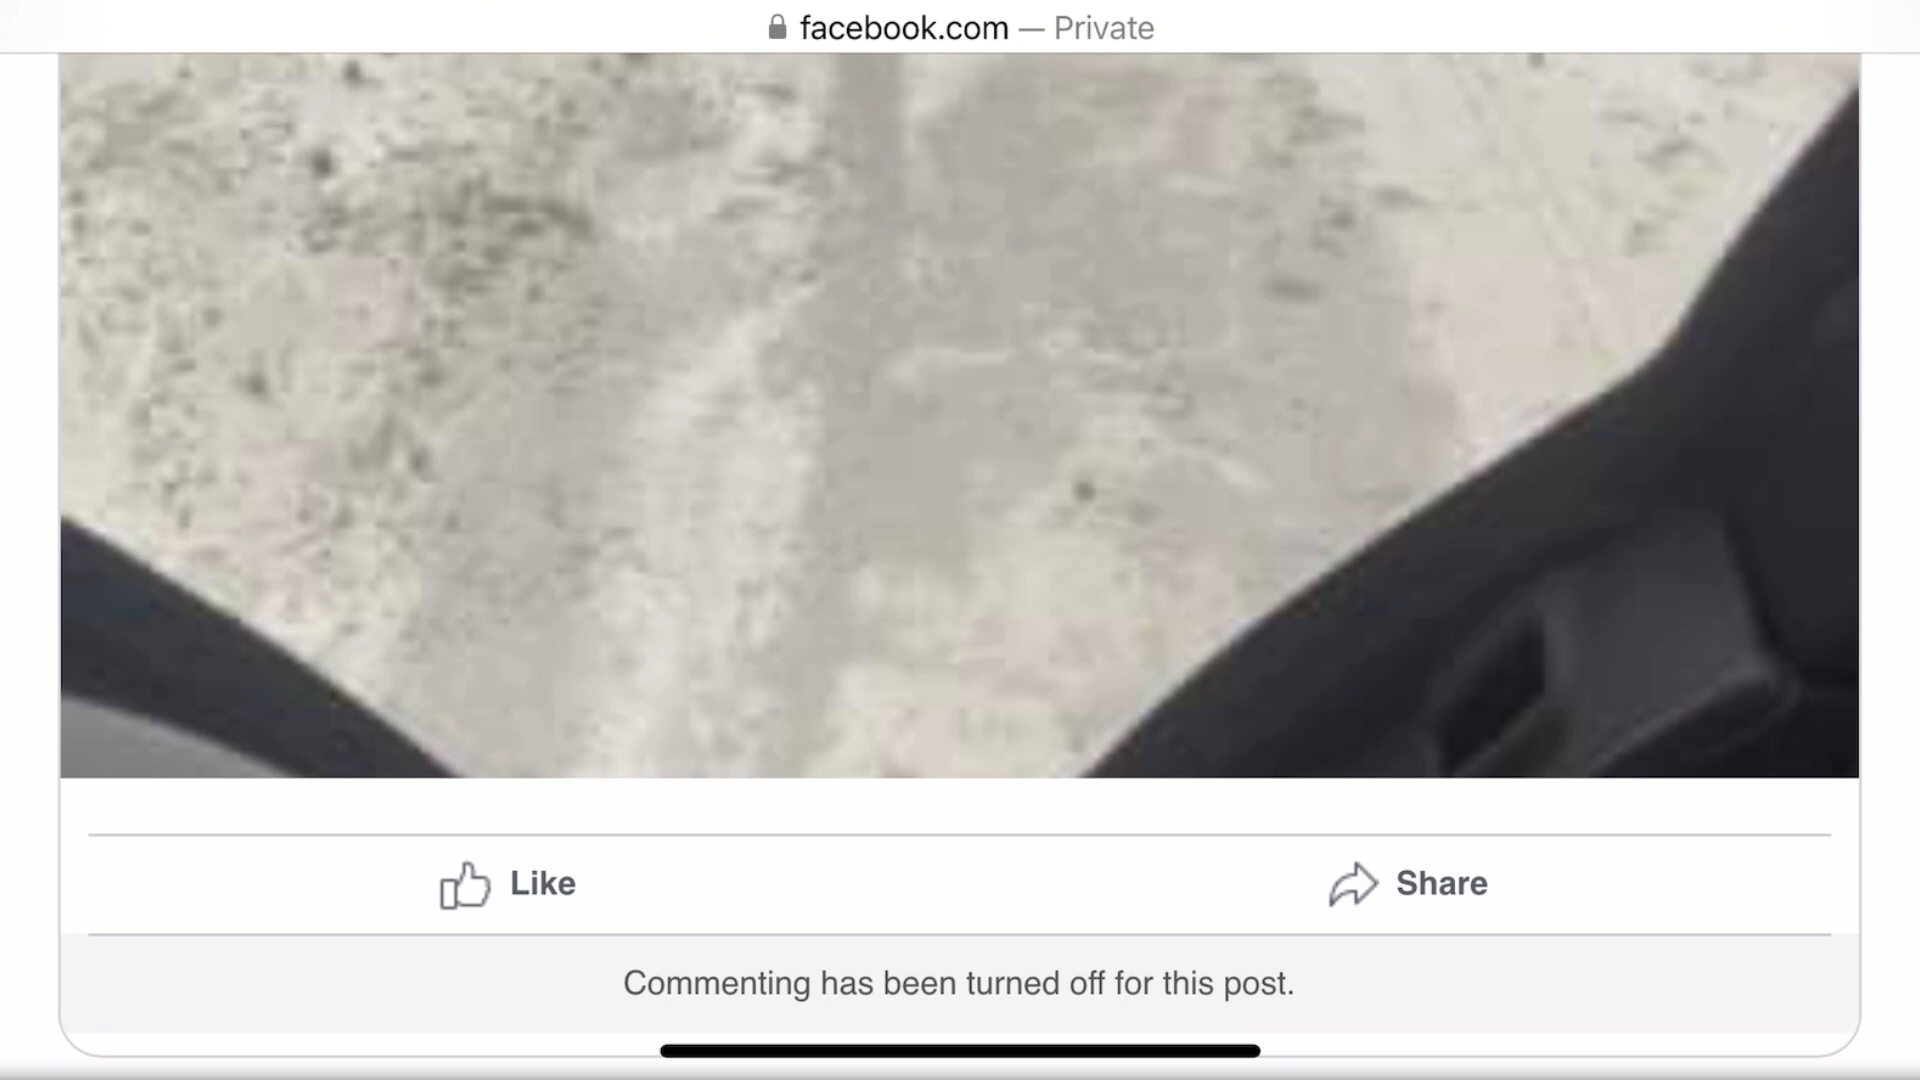 facebook.com — Private
Like
Share
Commenting has been turned off for this post.